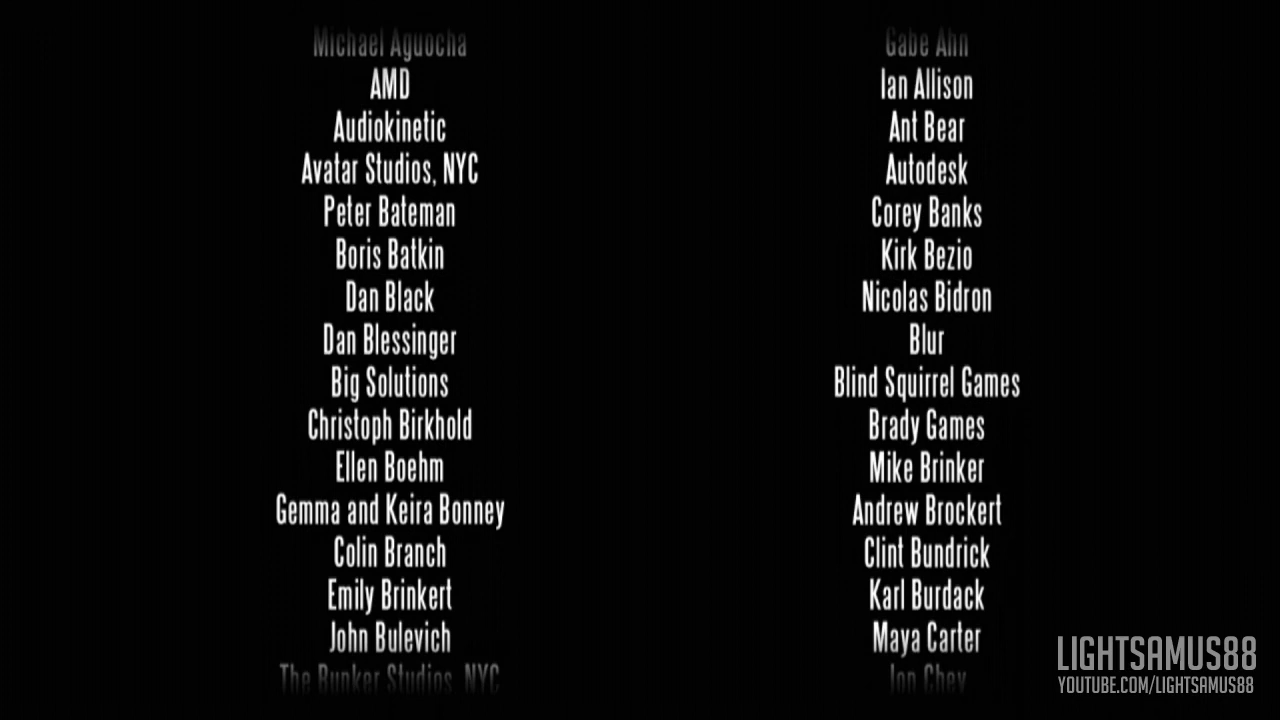 Michael Aguocha
Gabe Ahn
AMD
Ian Allison
Audiokinetic
Ant Bear
Avatar Studios, NYC
Autodesk
Peter Bateman
Corey Banks
Boris Batkin
Kirk Bezio
Dan Black
Nicolas Bidron
Dan Blessinger
Blur
Big Solutions
Blind Squirrel Games
Christoph Birkhold
Brady Games
Ellen Boehm
Mike Brinker
Gemma and Keira Bonney
Andrew Brockert
Colin Branch
Clint Bundrick
Emily Brinkert
Karl Burdack
John Bulevich
Maya Carter
The Bunker Studios, NYC
Jon Chey
LIGHTSAMUS88
YOUTUBE.COM/LIGHTSAMUS88